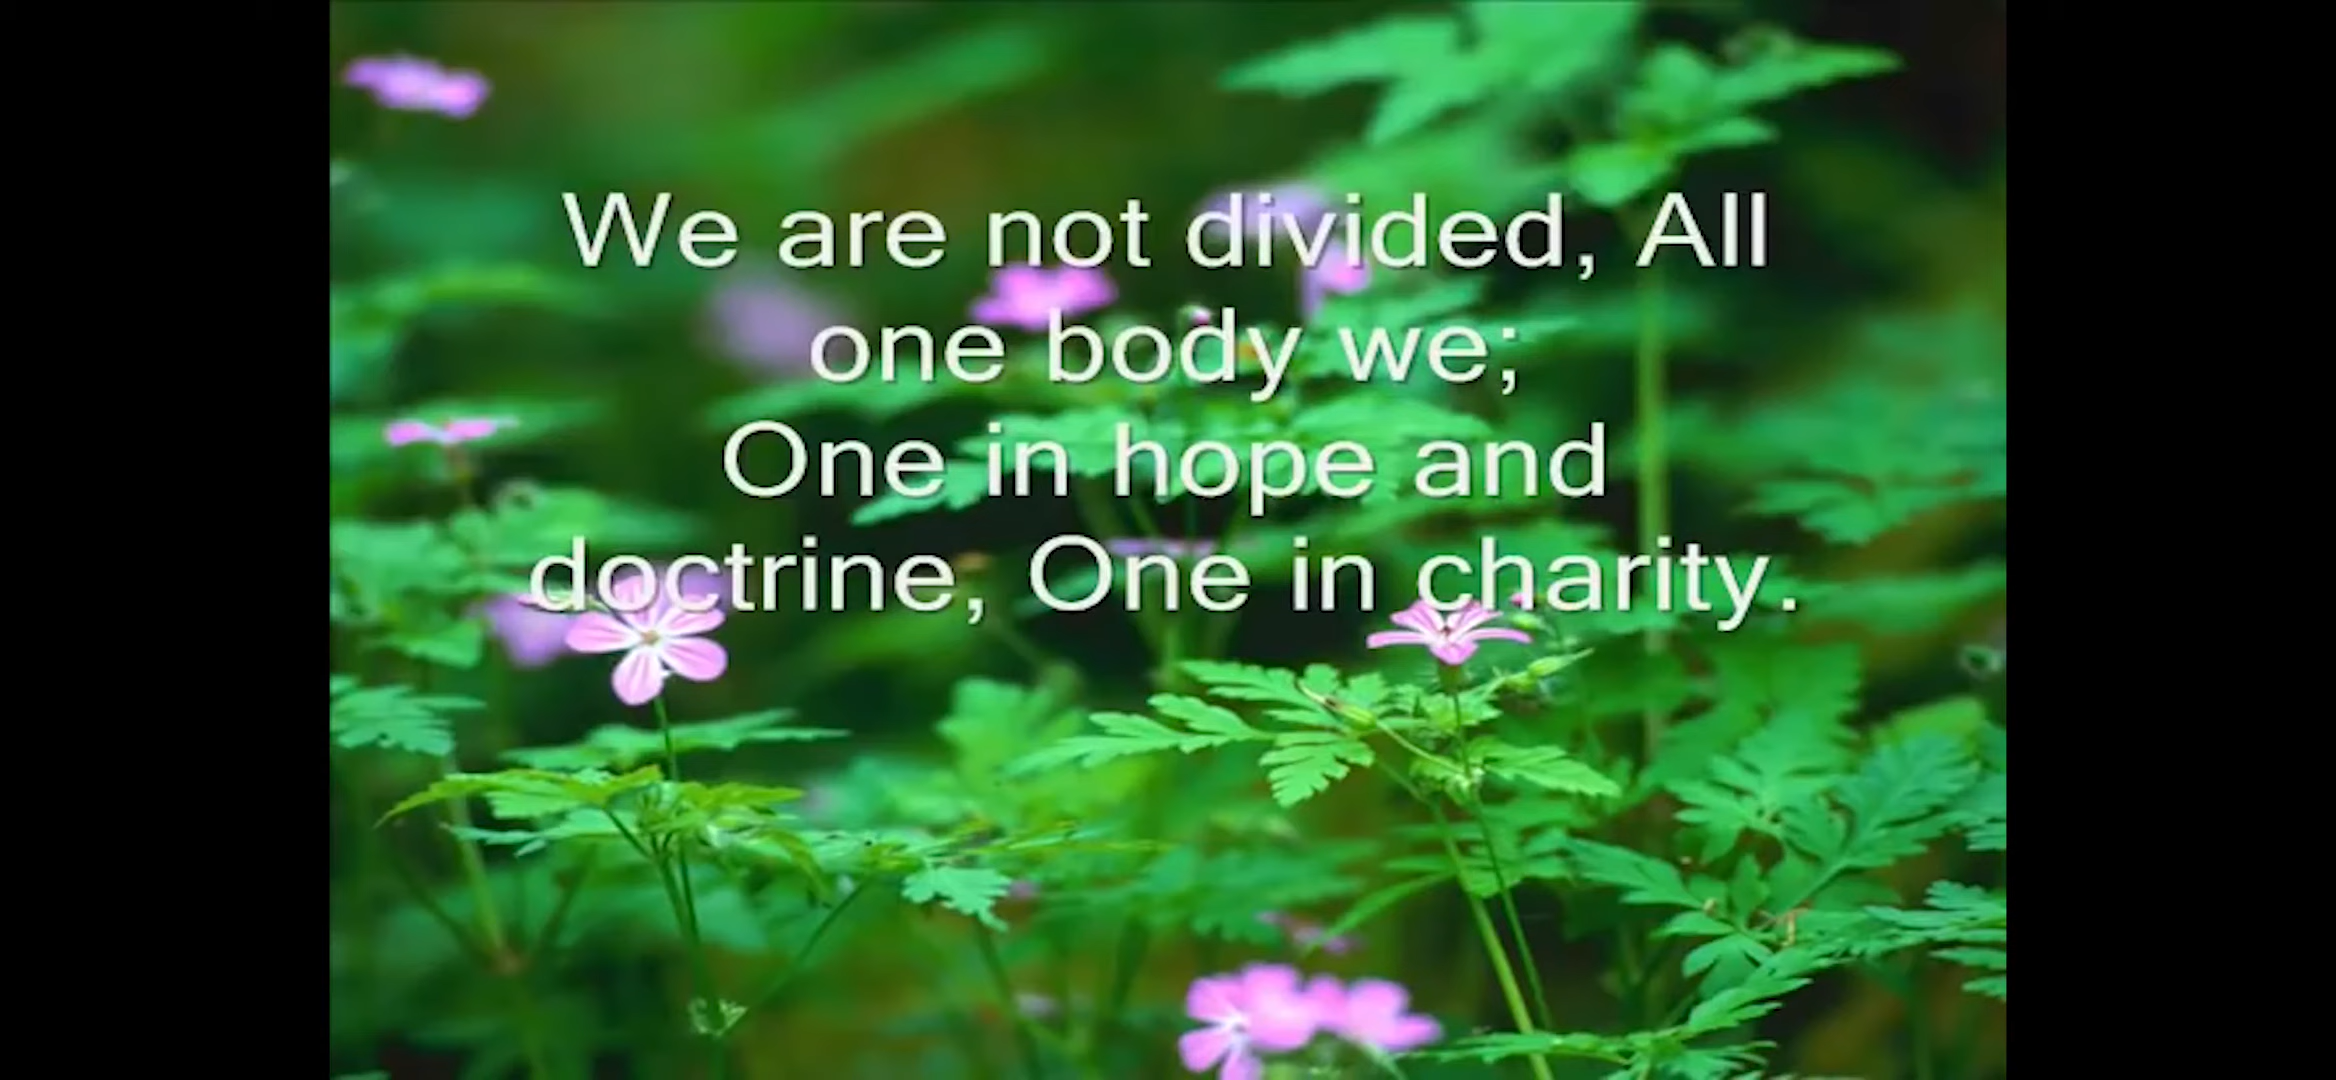 We are not divided, All
one body we;
One in hope and
doctrine, One in charity.